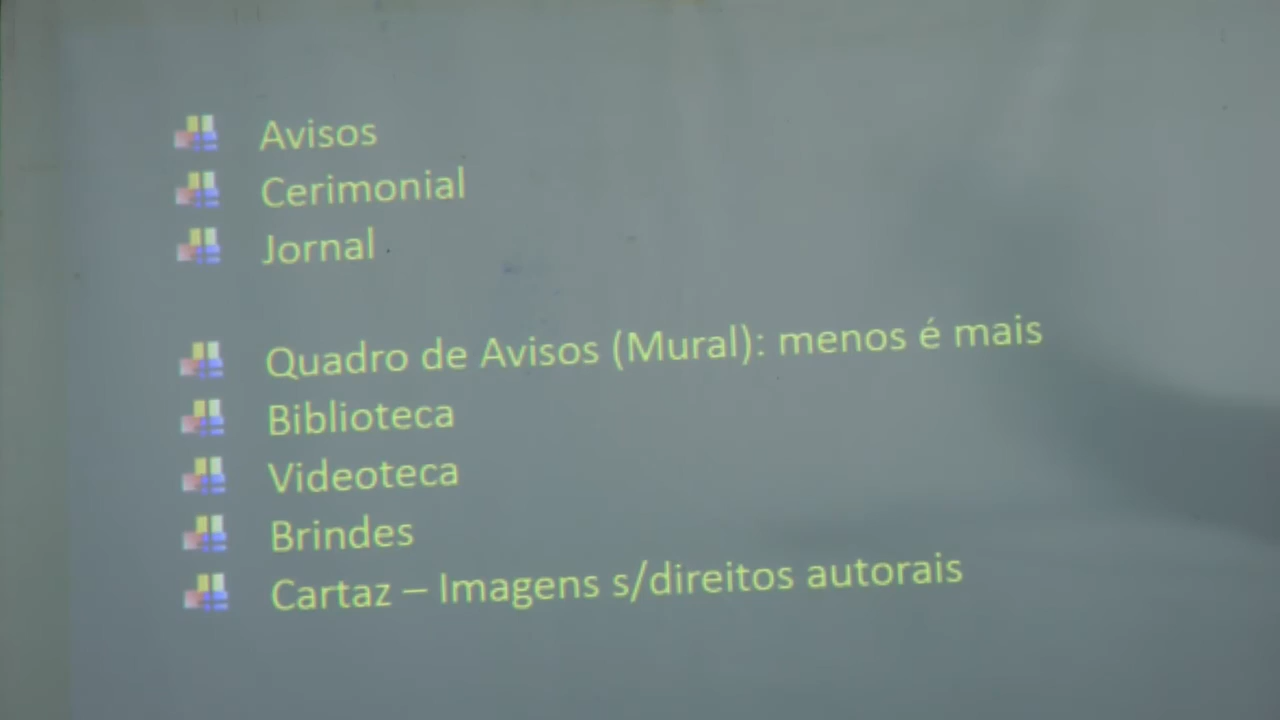 Avisos
Cerimonial
Jornal
Quadro de Avisos (Mural): menos é mais
Biblioteca
Videoteca
Brindes
Cartaz – Imagens s/direitos autorais